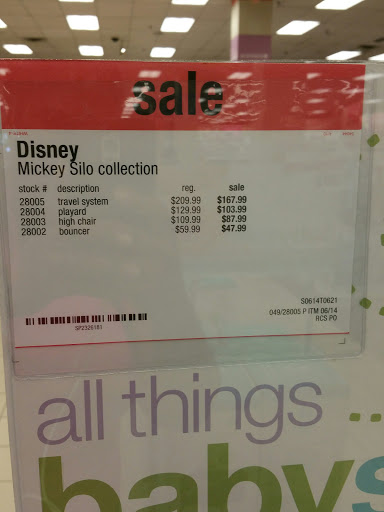 sale
Disney
Mickey Silo collection
stock # description reg. sale
28005 travel system $209.99 $167.99
28004 playard $129.99 $103.99
28003 high chair $109.99 $87.99
28002 bouncer $59.99 $47.99
S0614T0621
049/28005 P ITM 06/14
RCS PO
SP2326181
all things
babys